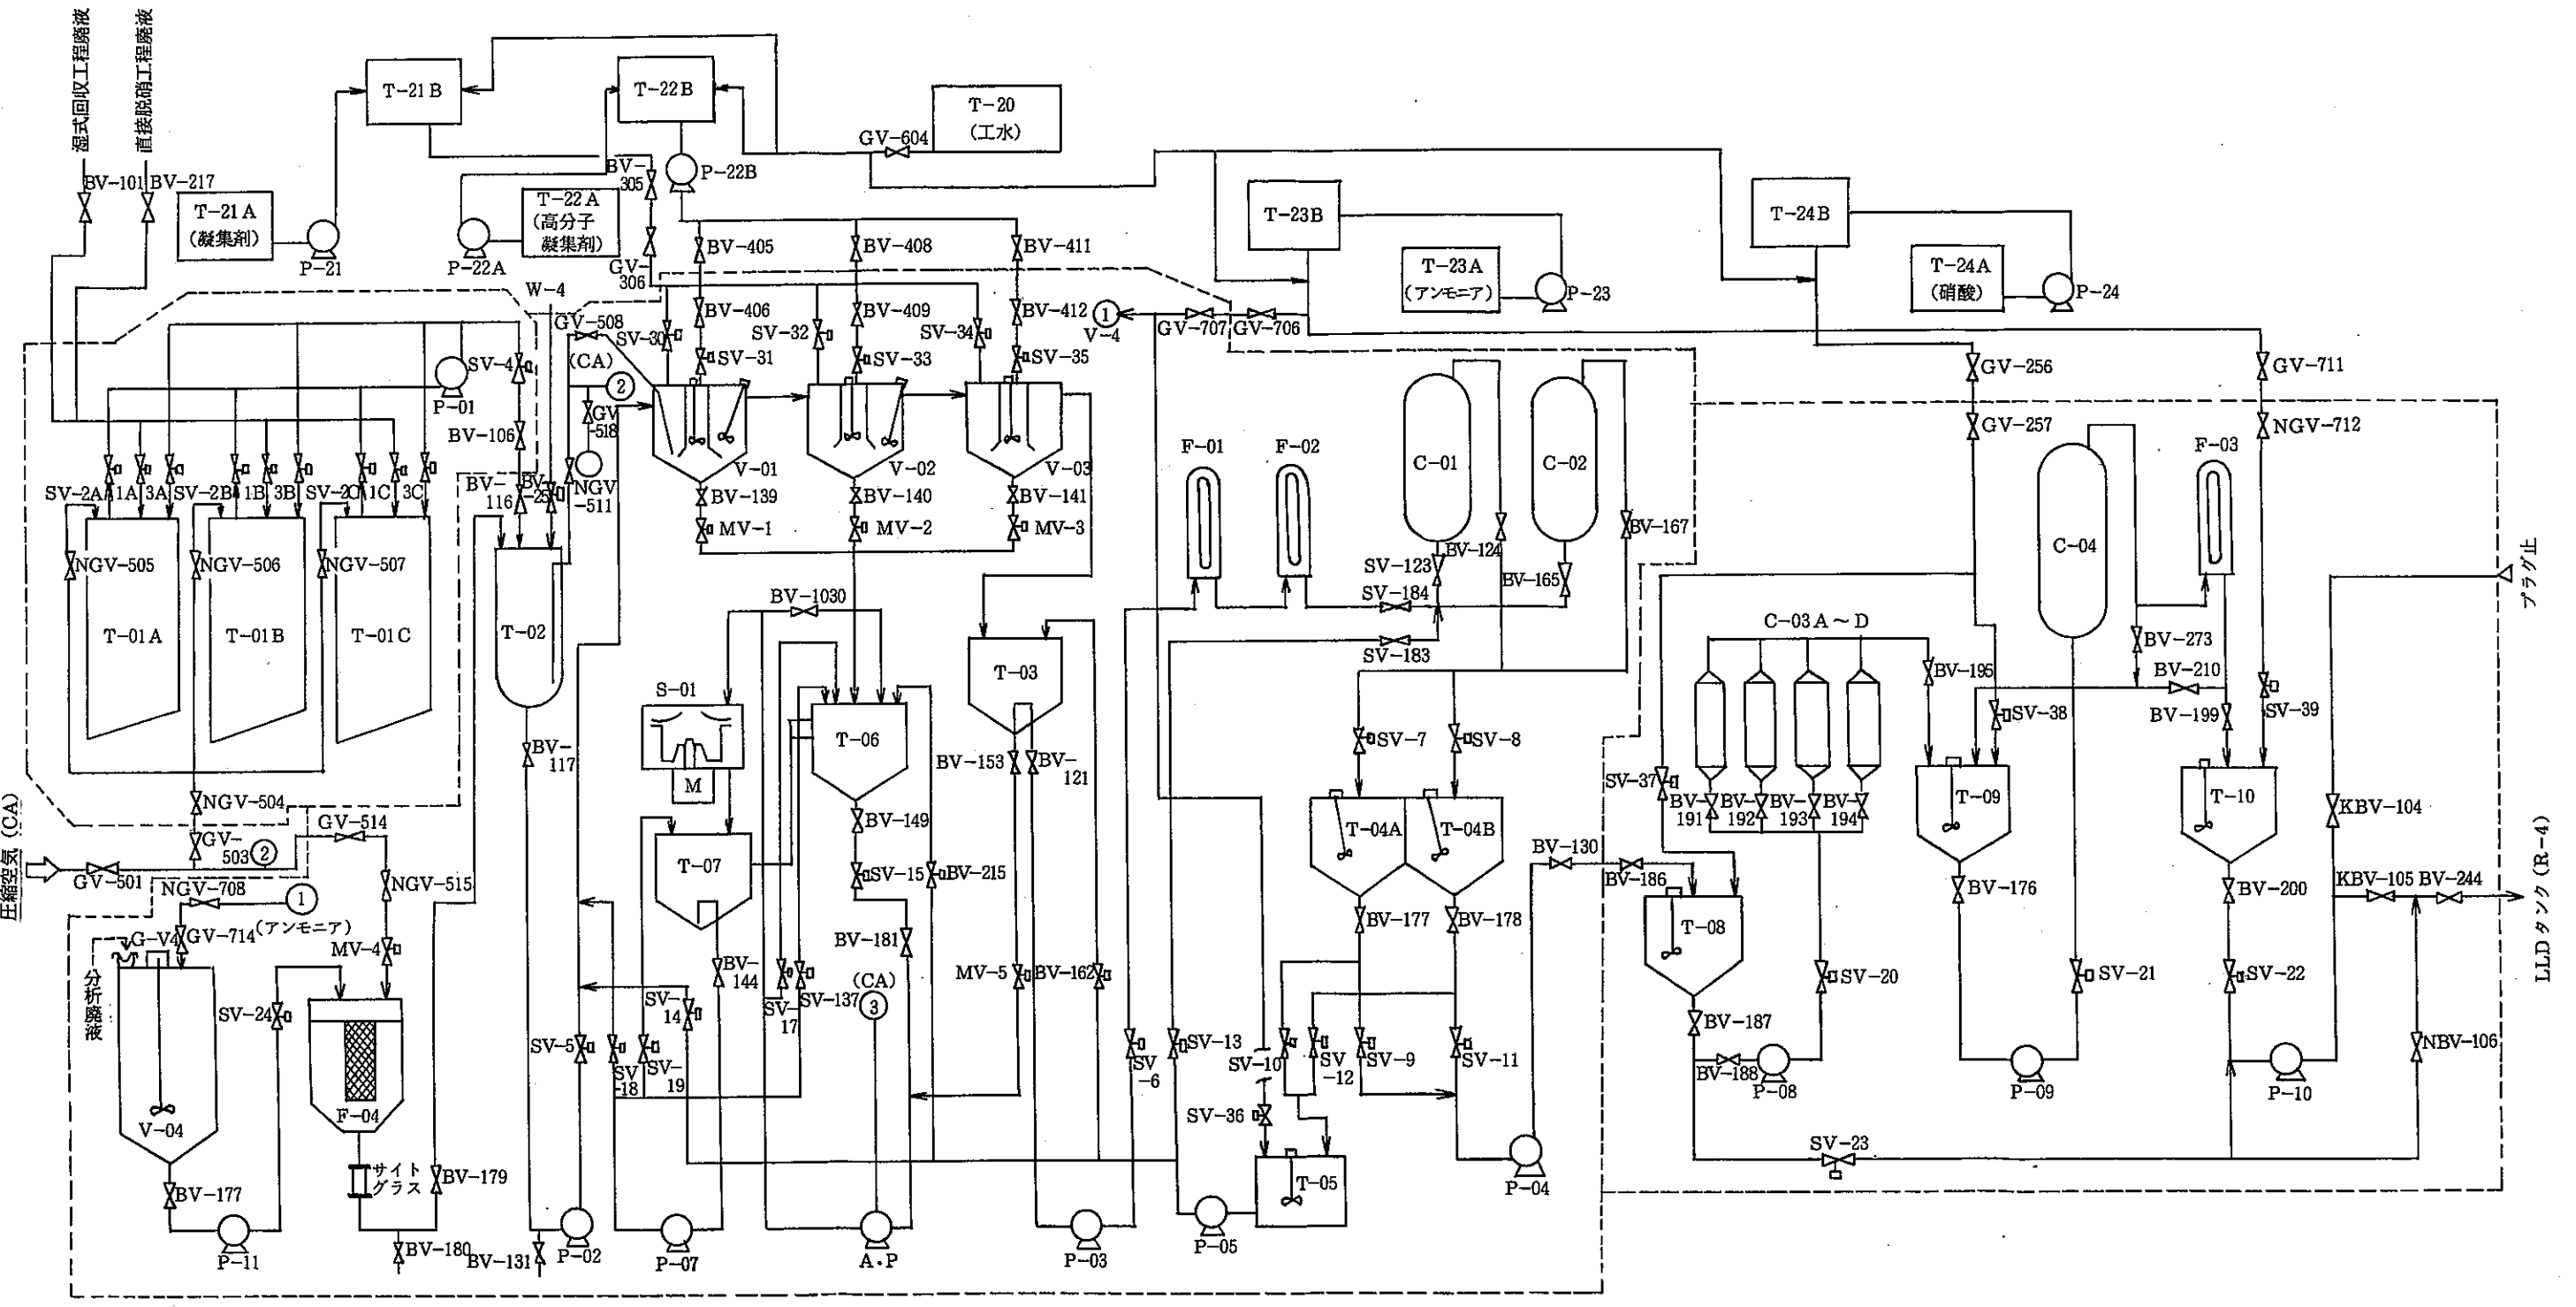 湿式回収工程廃液
直接脱硝工程廃液
BV-101
BV-217
T-21A
(凝集剤)
P-21
T-21B
T-22B
T-20
(工水)
GV-604
P-22B
BV-
305
T-22A
(高分子
凝集剤)
P-22A
GV-
306
BV-405
BV-408
BV-411
T-23B
T-23A
(アンモニア)
P-23
T-24B
T-24A
(硝酸)
P-24
W-4
GV-508
(CA)
2
GV
-518
NGV
-511
SV-30
BV-406
SV-31
SV-32
BV-409
SV-33
SV-34
BV-412
SV-35
1
V-4
GV-707
GV-706
GV-256
GV-257
GV-711
NGV-712
SV-4
P-01
BV-106
BV-
116
BV-
-25
SV-2A
1A
3A
SV-2B
1B
3B
SV-2C
1C
3C
NGV-505
NGV-506
NGV-507
T-01A
T-01B
T-01C
T-02
V-01
V-02
V-03
BV-139
BV-140
BV-141
MV-1
MV-2
MV-3
F-01
F-02
C-01
C-02
BV-124
BV-167
SV-123
BV-165
SV-184
SV-183
C-04
F-03
プラグ止
BV-1030
T-03
S-01
M
T-06
BV-153
BV-
121
C-03A~D
BV-195
BV-273
BV-210
BV-199
SV-38
SV-39
SV-7
SV-8
SV-37
BV-
191
BV-
192
BV-
193
BV-
194
T-09
T-10
KBV-104
BV-
117
NGV-504
GV-
503
2
GV-514
圧縮空気(CA)
GV-501
NGV-708
1
(アンモニア)
NGV-515
G-V4
GV-714
MV-4
分析廃液
T-07
BV-149
SV-15
BV-215
BV-181
T-04A
T-04B
BV-130
BV-186
T-08
BV-176
BV-200
KBV-105
BV-244
LLDタンク(R-4)
BV-177
BV-178
BV-
144
SV-
17
SV-137
(CA)
3
MV-5
BV-162
SV-24
F-04
V-04
SV-5
SV
-18
SV-
19
SV-
14
SV
-6
SV-13
SV-10
SV
-12
SV-9
SV-11
SV-36
T-05
BV-187
BV-188
P-08
SV-20
P-09
SV-21
SV-22
P-10
NBV-106
SV-23
サイト
グラス
BV-179
BV-177
P-11
BV-180
BV-131
P-02
P-07
A・P
P-03
P-05
P-04